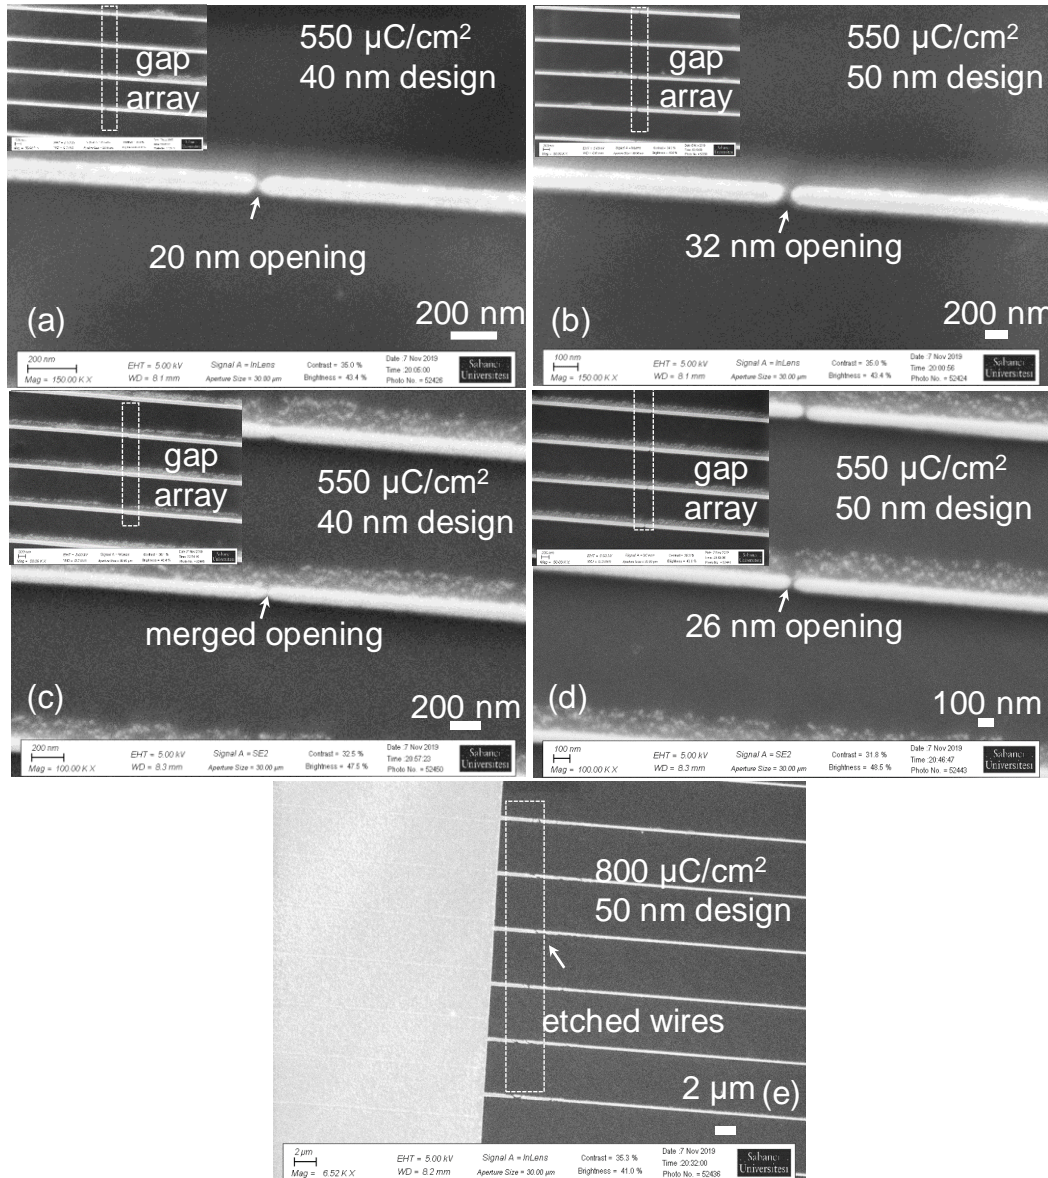 gap
array
550 µC/cm²
40 nm design
20 nm opening
(a)
200 nm
200 nm
Mag = 150.00 K X
EHT = 5.00 kV
WD = 8.1 mm
Signal A = InLens
Aperture Size = 30.00 µm
Contrast = 35.0 %
Brightness = 43.4 %
Date :7 Nov 2019
Time :20:05:00
Photo No. = 52426
Sabancı
Üniversitesi
gap
array
550 µC/cm²
50 nm design
32 nm opening
(b)
200 nm
100 nm
Mag = 150.00 K X
EHT = 5.00 kV
WD = 8.1 mm
Signal A = InLens
Aperture Size = 30.00 µm
Contrast = 35.0 %
Brightness = 43.4 %
Date :7 Nov 2019
Time :20:00:56
Photo No. = 52424
Sabancı
Üniversitesi
gap
array
550 µC/cm²
40 nm design
merged opening
(c)
200 nm
200 nm
Mag = 100.00 K X
EHT = 5.00 kV
WD = 8.3 mm
Signal A = SE2
Aperture Size = 30.00 µm
Contrast = 32.5 %
Brightness = 47.5 %
Date :7 Nov 2019
Time :20:57:23
Photo No. = 52450
Sabancı
Üniversitesi
gap
array
550 µC/cm²
50 nm design
26 nm opening
(d)
100 nm
100 nm
Mag = 100.00 K X
EHT = 5.00 kV
WD = 8.3 mm
Signal A = SE2
Aperture Size = 30.00 µm
Contrast = 31.8 %
Brightness = 48.5 %
Date :7 Nov 2019
Time :20:46:47
Photo No. = 52443
Sabancı
Üniversitesi
800 µC/cm²
50 nm design
etched wires
2 µm (e)
2 µm
Mag = 6.52 K X
EHT = 5.00 kV
WD = 8.2 mm
Signal A = InLens
Aperture Size = 30.00 µm
Contrast = 35.3 %
Brightness = 41.0 %
Date :7 Nov 2019
Time :20:32:00
Photo No. = 52436
Sabancı
Üniversitesi